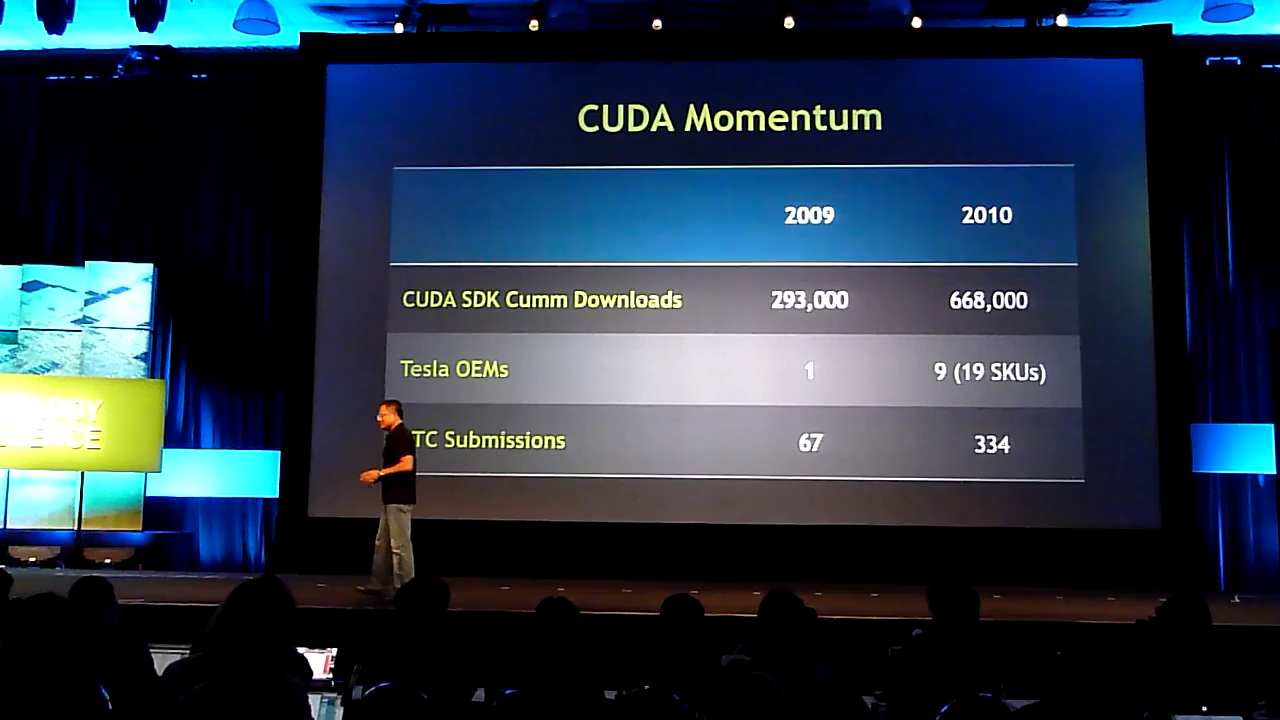 CUDA Momentum
2009 2010
CUDA SDK Cumm Downloads 293,000 668,000
Tesla OEMs 1 9 (19 SKUs)
TC Submissions 67 334